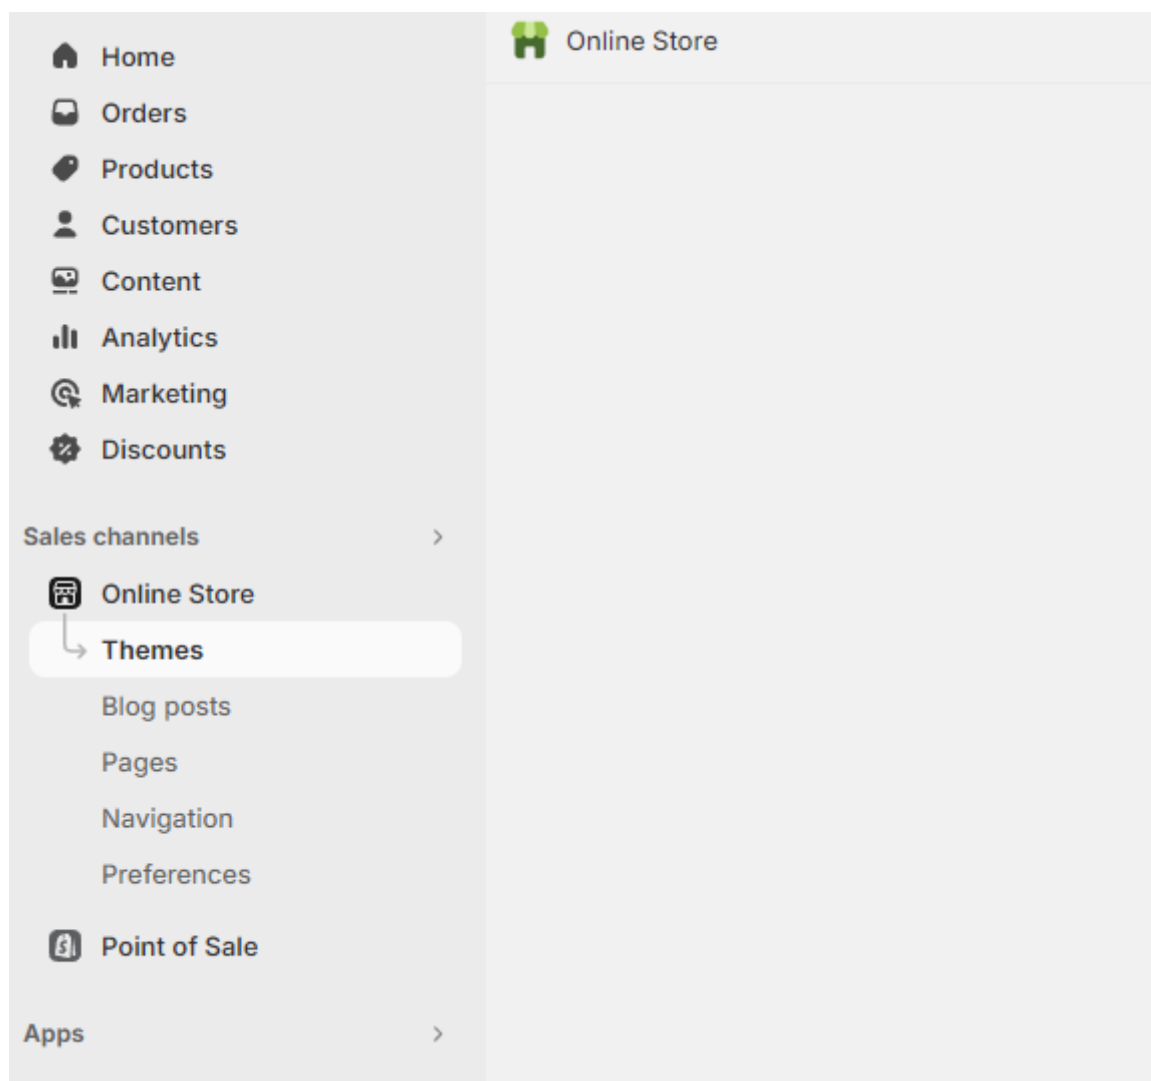 Home
Orders
Products
Customers
Content
Analytics
Marketing
Discounts
Sales channels
Online Store
Themes
Blog posts
Pages
Navigation
Preferences
Point of Sale
Apps
Online Store